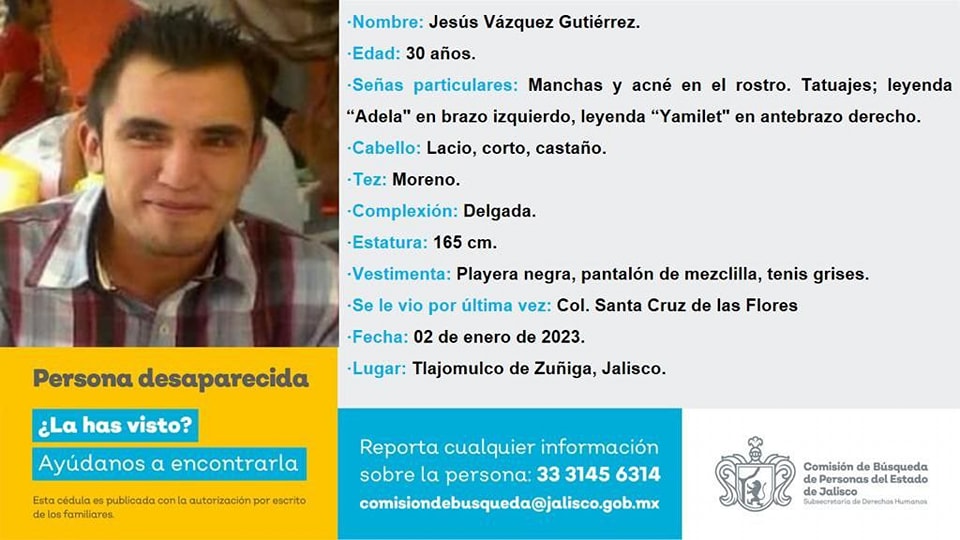 ·Nombre: Jesús Vázquez Gutiérrez.
·Edad: 30 años.
·Señas particulares: Manchas y acné en el rostro. Tatuajes; leyenda
“Adela" en brazo izquierdo, leyenda “Yamilet" en antebrazo derecho.
·Cabello: Lacio, corto, castaño.
·Tez: Moreno.
·Complexión: Delgada.
·Estatura: 165 cm.
·Vestimenta: Playera negra, pantalón de mezclilla, tenis grises.
·Se le vio por última vez: Col. Santa Cruz de las Flores
·Fecha: 02 de enero de 2023.
·Lugar: Tlajomulco de Zuñiga, Jalisco.
Persona desaparecida
¿La has visto?
Ayúdanos a encontrarla
Esta cédula es publicada con la autorización por escrito
de los familiares.
Reporta cualquier información
sobre la persona: 33 3145 6314
comisiondebusqueda@jalisco.gob.mx
Comisión de Búsqueda
de Personas del Estado
de Jalisco
Subsecretaría de Derechos Humanos